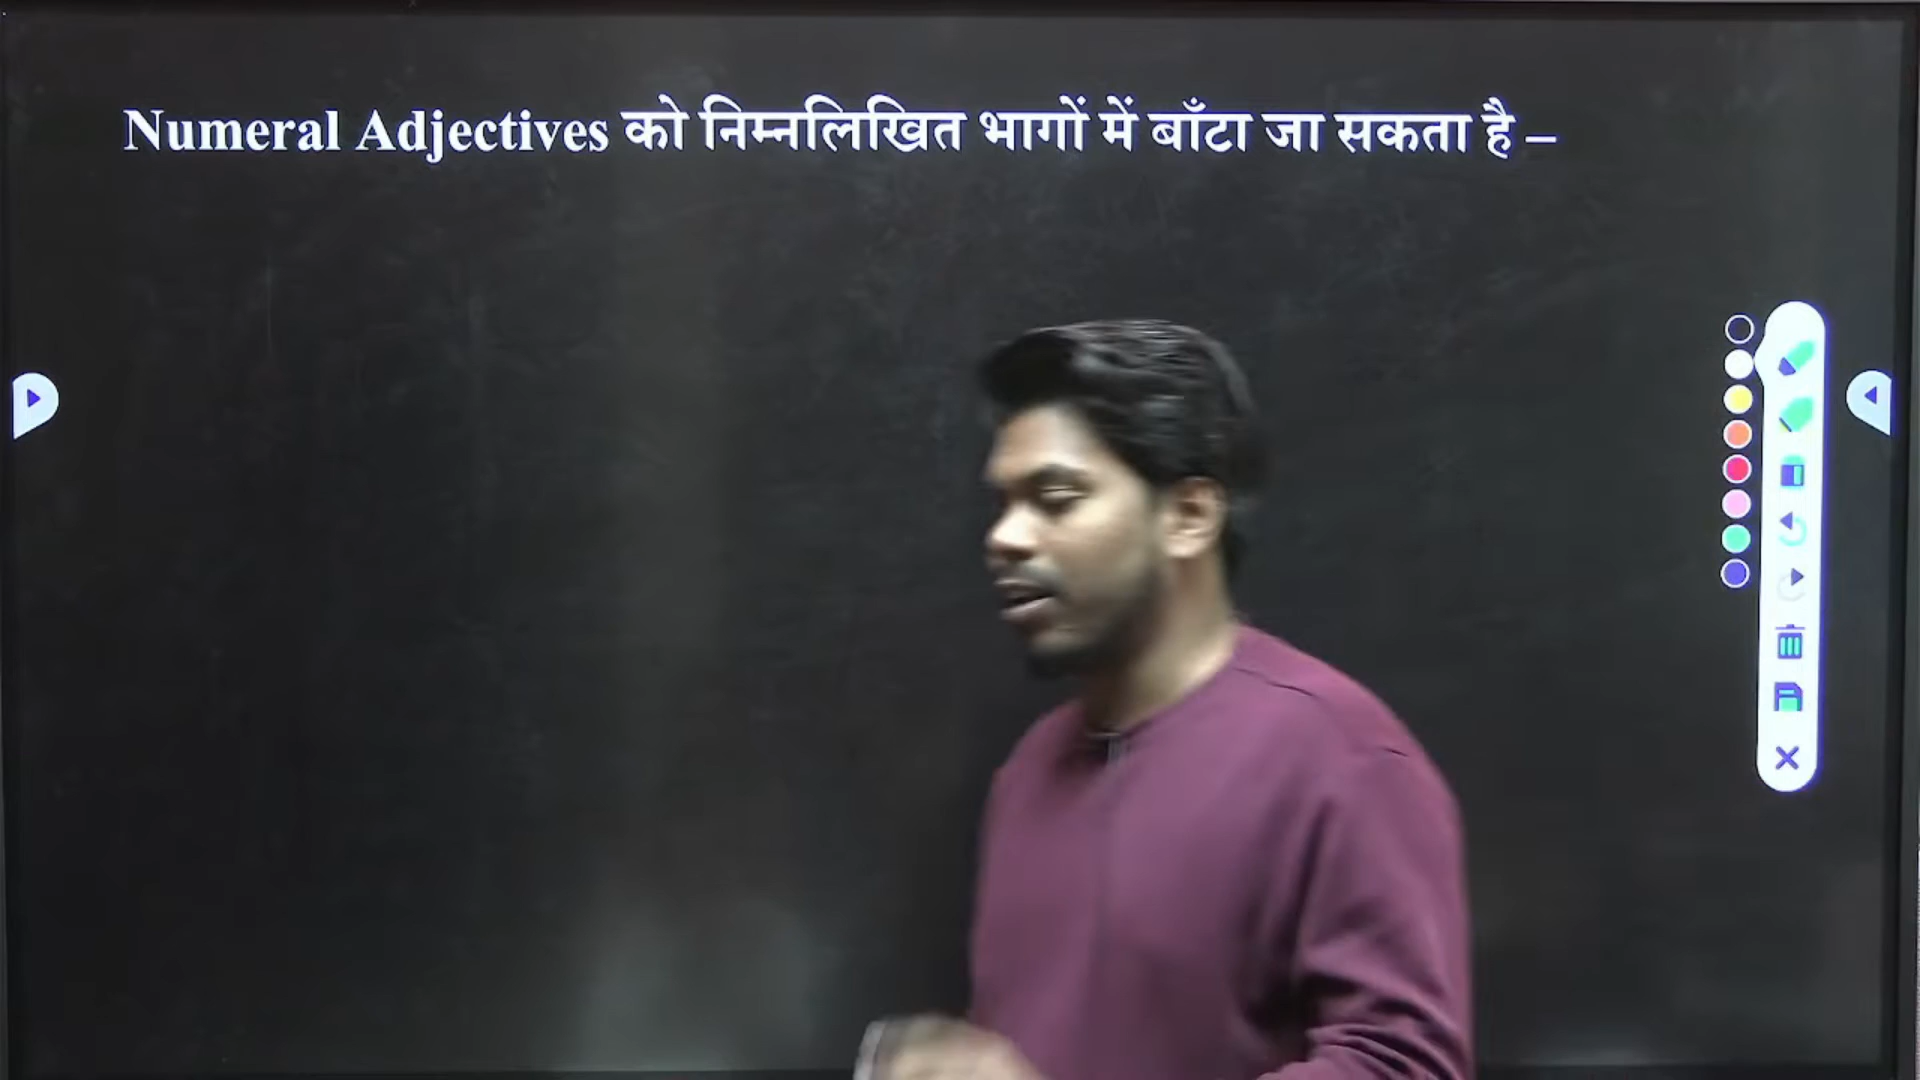 Numeral Adjectives को निम्नलिखित भागों में बाँटा जा सकता है –